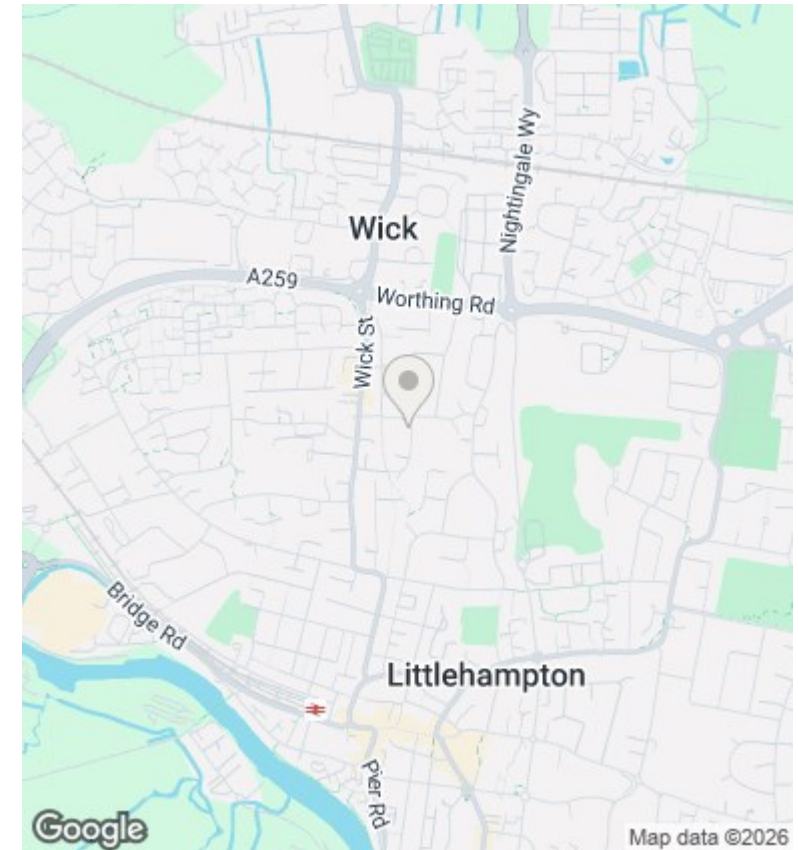 Nightingale Wy
Wick
A259
Worthing Rd
Wick St
Bridge Rd
Littlehampton
Pier Rd
Google
Map data ©2026